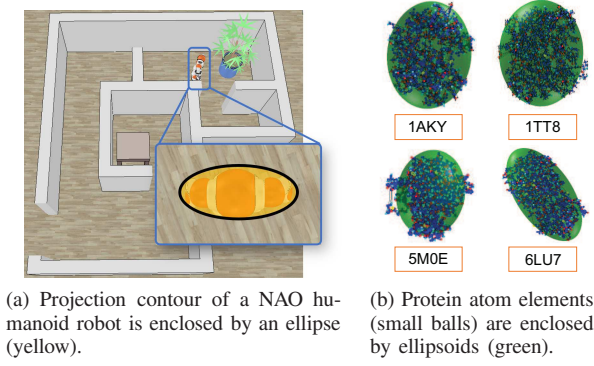 1AKY
1TT8
5M0E
6LU7
(a) Projection contour of a NAO hu-
manoid robot is enclosed by an ellipse
(yellow).
(b) Protein atom elements
(small balls) are enclosed
by ellipsoids (green).